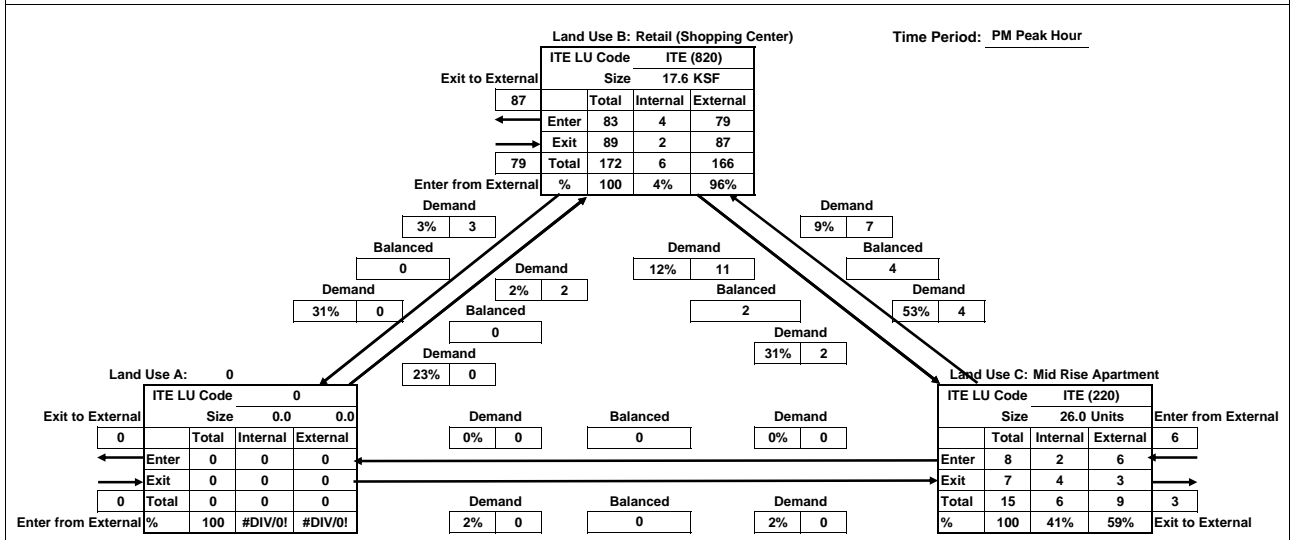 Land Use B: Retail (Shopping Center)
Time Period: PM Peak Hour
ITE LU Code ITE (820)
Exit to External Size 17.6 KSF
87 Total Internal External
Enter 83 4 79
Exit 89 2 87
79 Total 172 6 166
Enter from External % 100 4% 96%
Demand Demand
3% 3 9% 7
Balanced Demand Balanced
0 Demand 12% 11 4
Demand 2% 2 Balanced Demand
31% 0 Balanced 2 53% 4
0 Demand
Demand 31% 2
23% 0
Land Use A: 0 Land Use C: Mid Rise Apartment
ITE LU Code 0 ITE LU Code ITE (220)
Exit to External Size 0.0 0.0 Demand Balanced Demand Size 26.0 Units Enter from External
0 Total Internal External 0% 0 0 0% 0 Total Internal External 6
Enter 0 0 0 Enter 8 2 6
Exit 0 0 0 Exit 7 4 3
0 Total 0 0 0 Demand Balanced Demand Total 15 6 9 3
Enter from External % 100 #DIV/0! #DIV/0! 2% 0 0 2% 0 % 100 41% 59% Exit to External